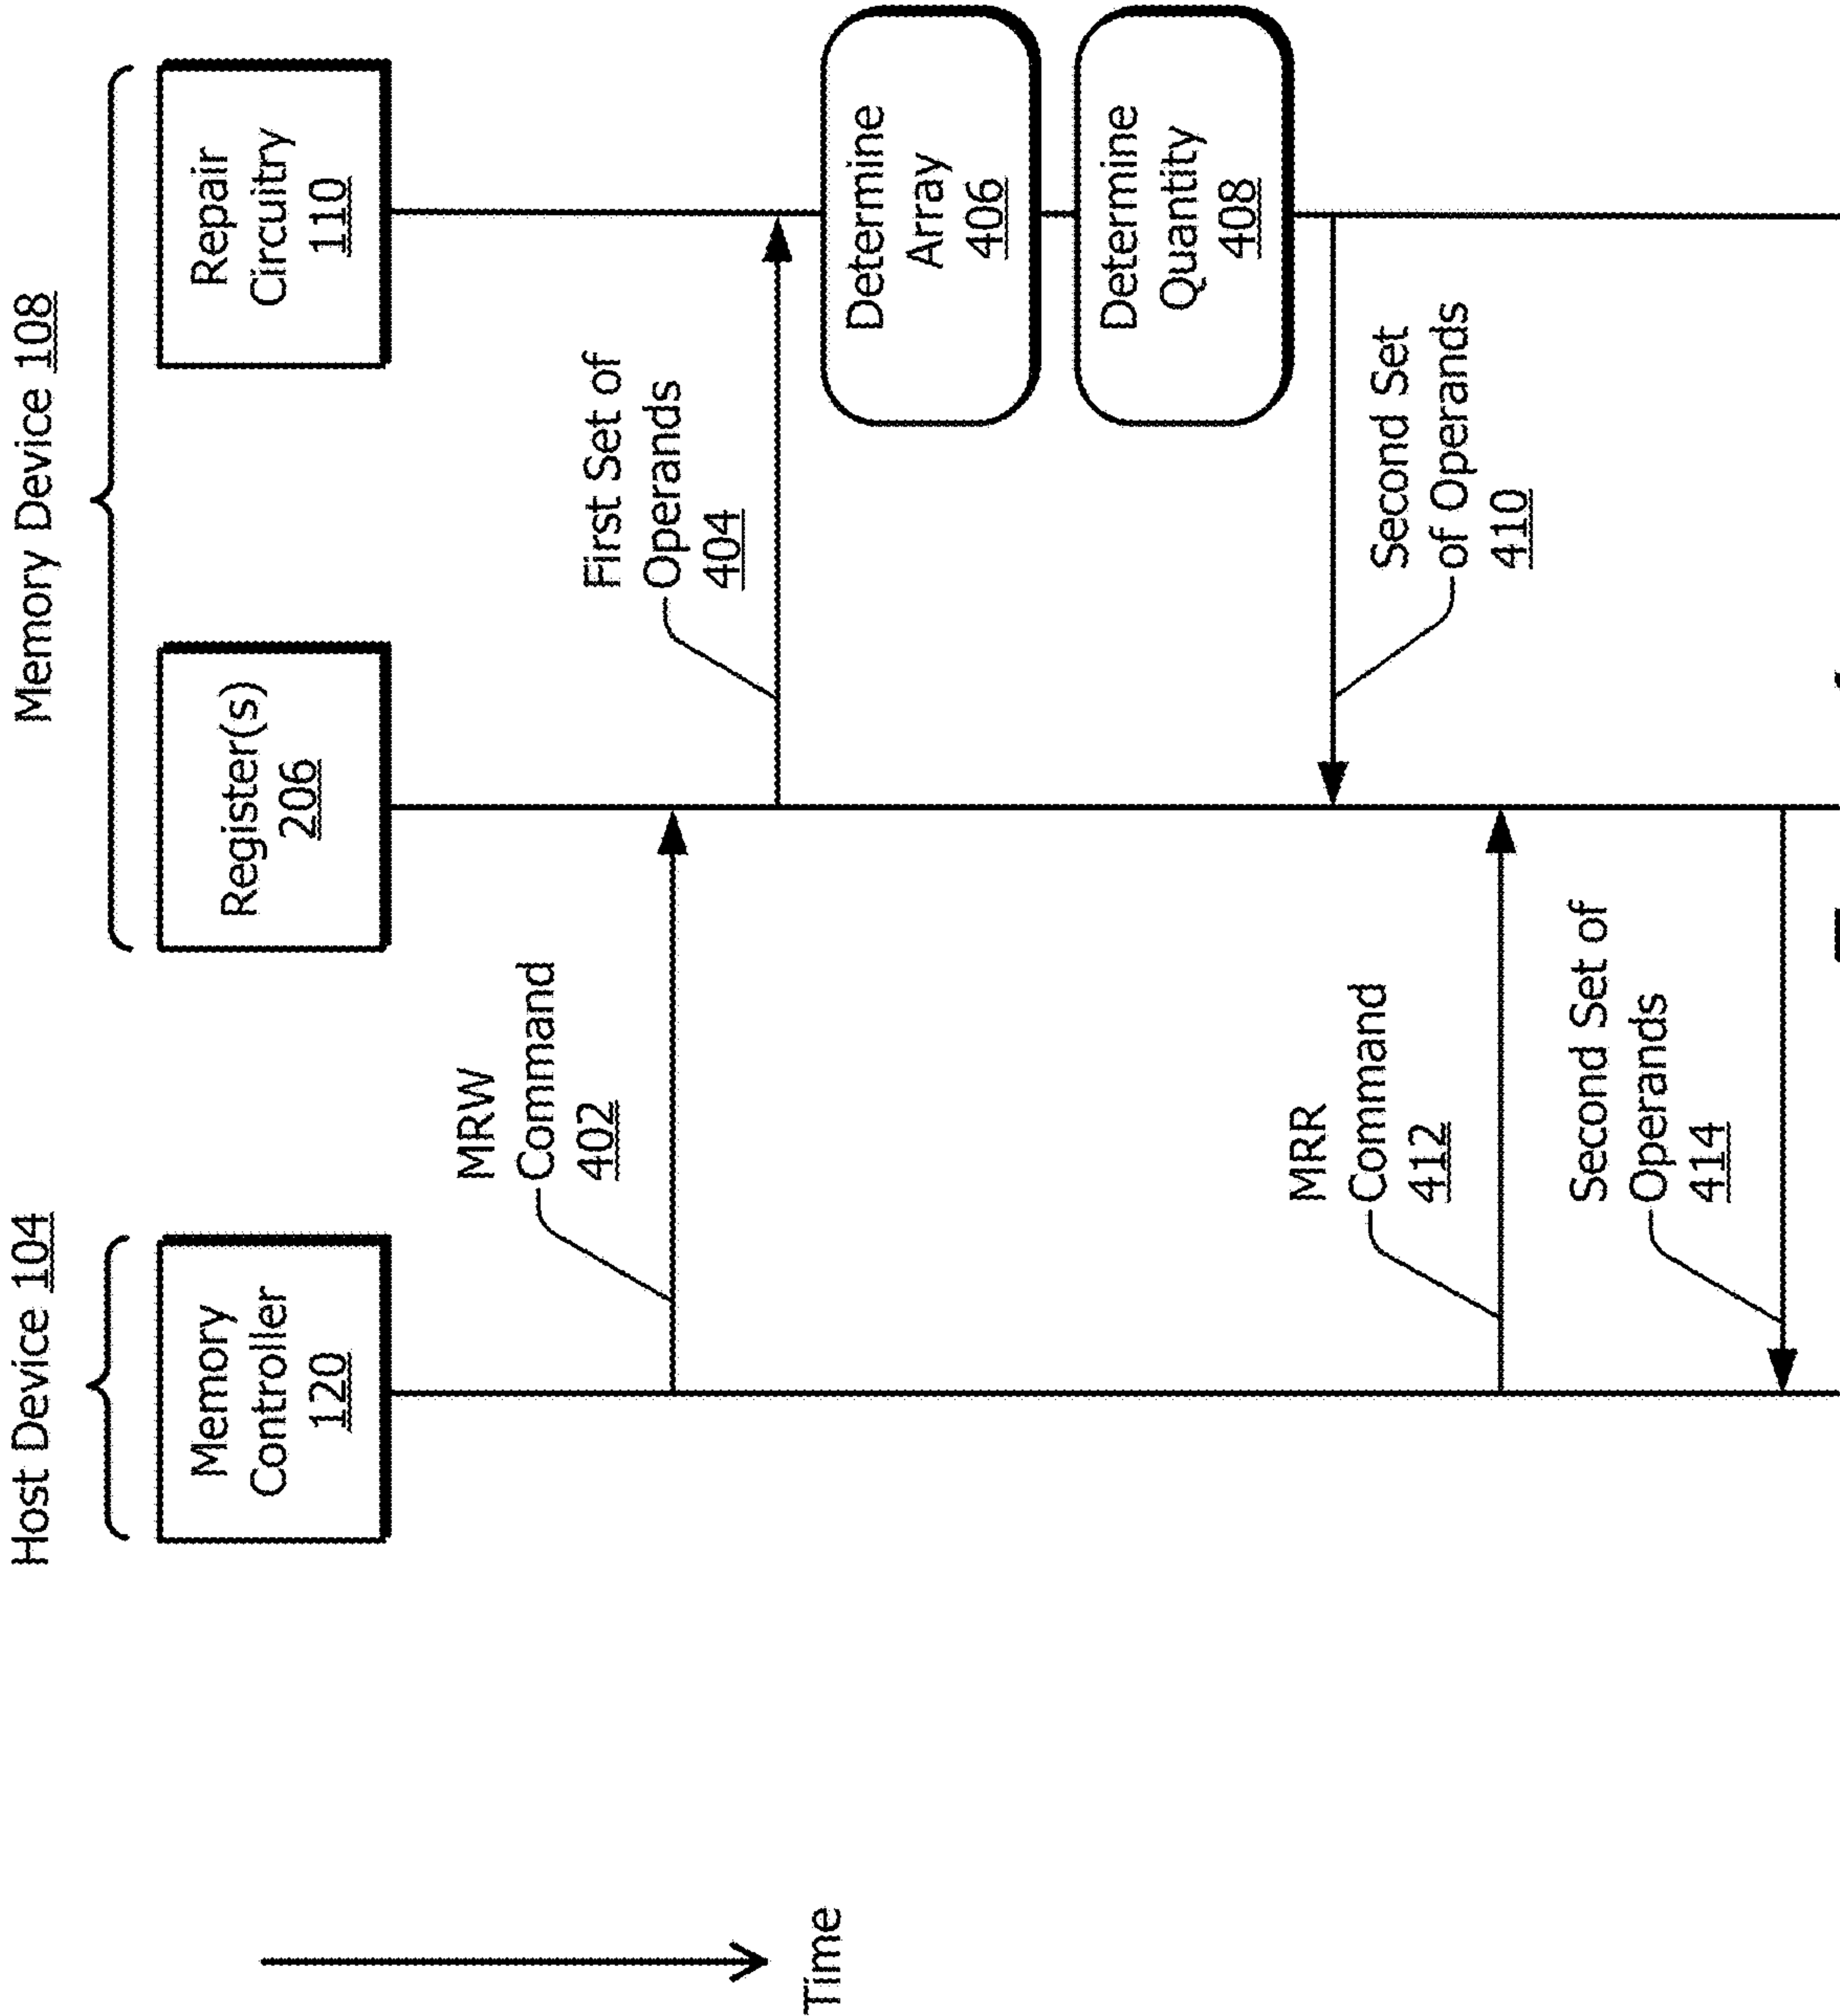 Host Device 104
Memory Device 108
Memory
Controller
120
Register(s)
206
Repair
Circuitry
110
MRW
Command
402
First Set of
Operands
404
Determine
Array
406
Determine
Quantity
408
Second Set
of Operands
410
MRR
Command
412
Second Set of
Operands
414
Time